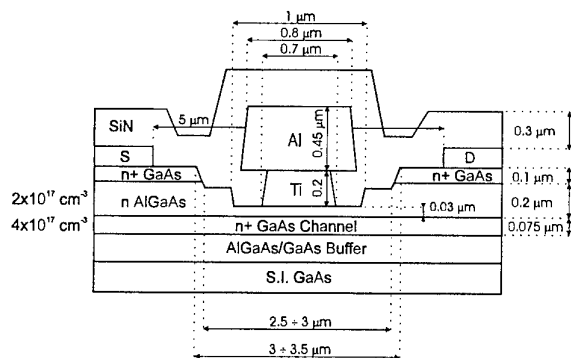 1 μm
0.8 μm
0.7 μm
5 μm
SiN
Al
0.45 μm
0.3 μm
S
D
n+ GaAs
Ti
0.2
n+ GaAs
0.1 μm
2x10¹⁷ cm⁻³
n AlGaAs
0.03 μm
0.2 μm
4x10¹⁷ cm⁻³
n+ GaAs Channel
0.075 μm
AlGaAs/GaAs Buffer
S.I. GaAs
2.5 ÷ 3 μm
3 ÷ 3.5 μm